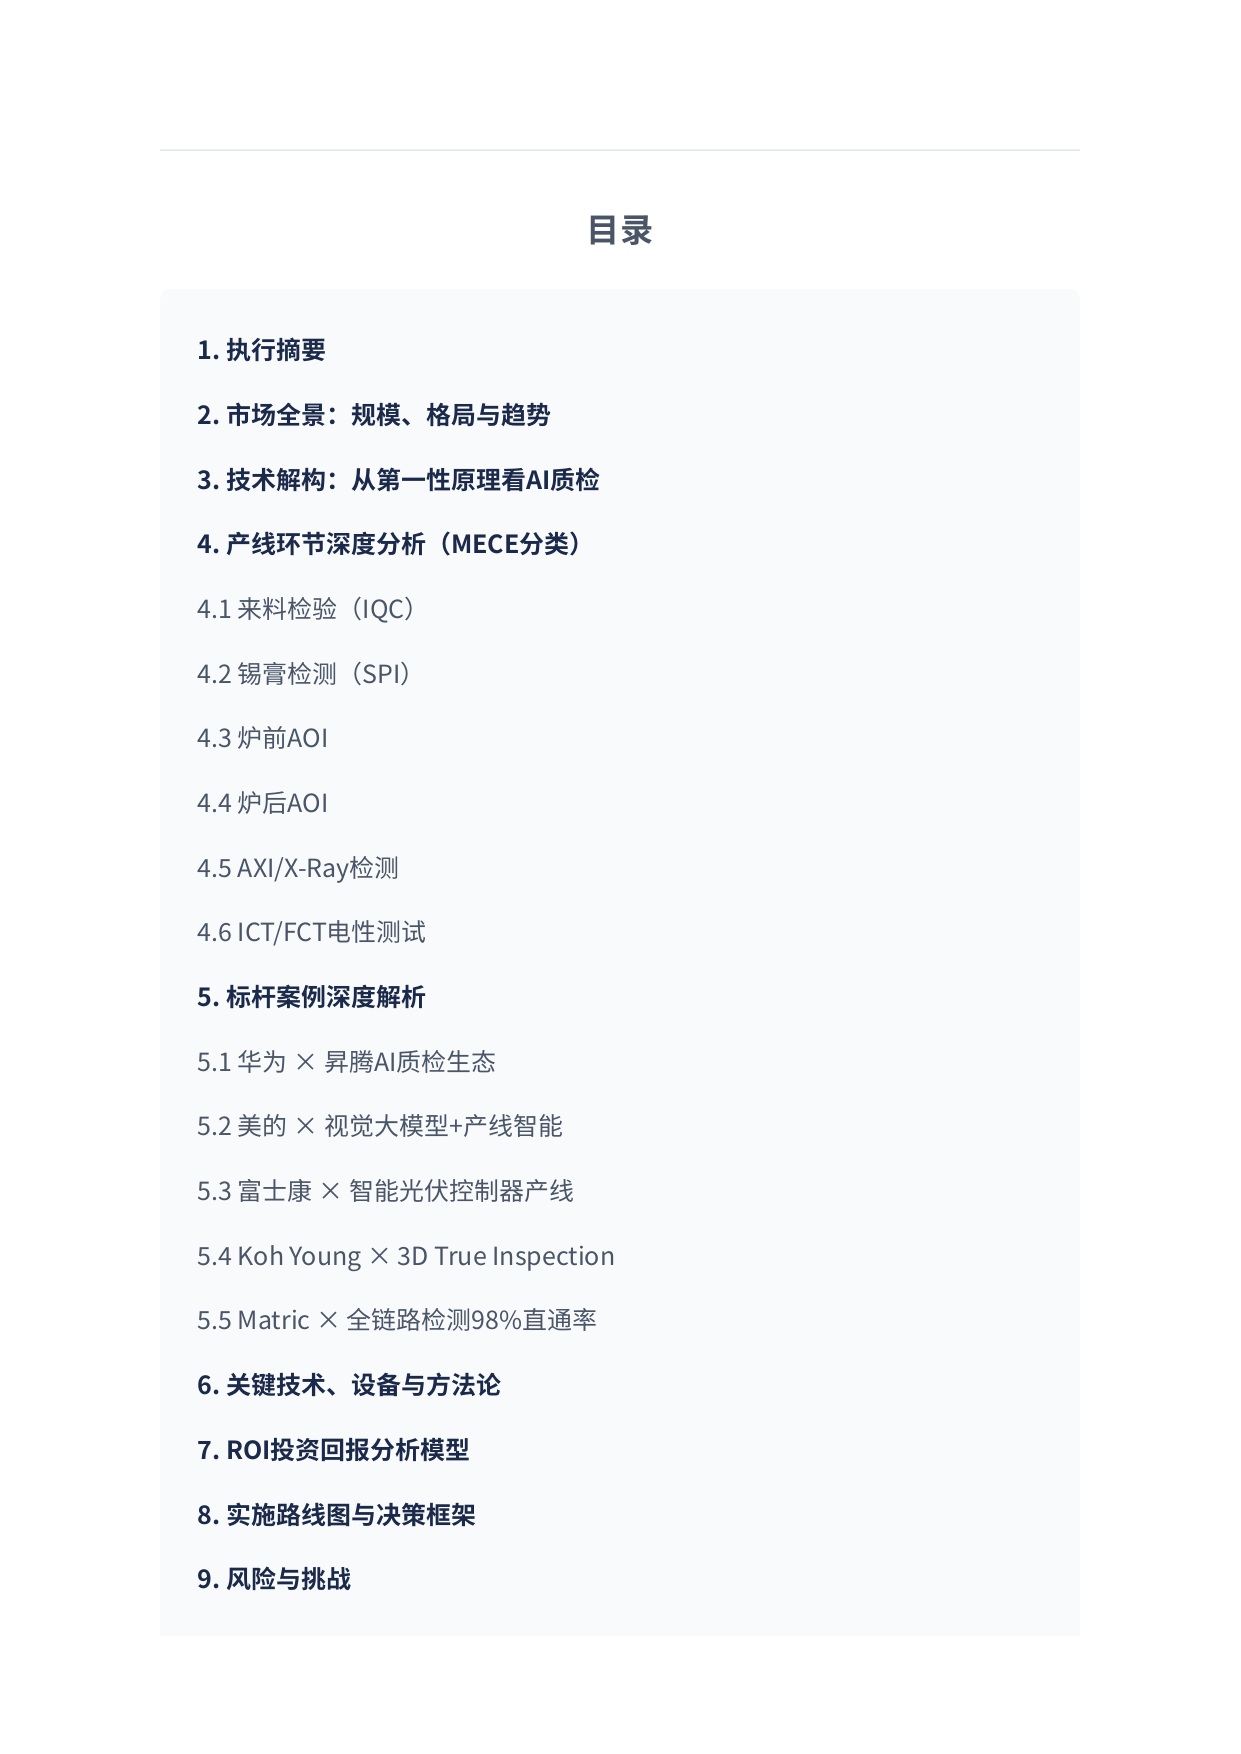 目录
1. 执行摘要
2. 市场全景：规模、格局与趋势
3. 技术解构：从第一性原理看AI质检
4. 产线环节深度分析（MECE分类）
4.1 来料检验（IQC）
4.2 锡膏检测（SPI）
4.3 炉前AOI
4.4 炉后AOI
4.5 AXI/X-Ray检测
4.6 ICT/FCT电性测试
5. 标杆案例深度解析
5.1 华为 × 昇腾AI质检生态
5.2 美的 × 视觉大模型+产线智能
5.3 富士康 × 智能光伏控制器产线
5.4 Koh Young × 3D True Inspection
5.5 Matric × 全链路检测98%直通率
6. 关键技术、设备与方法论
7. ROI投资回报分析模型
8. 实施路线图与决策框架
9. 风险与挑战